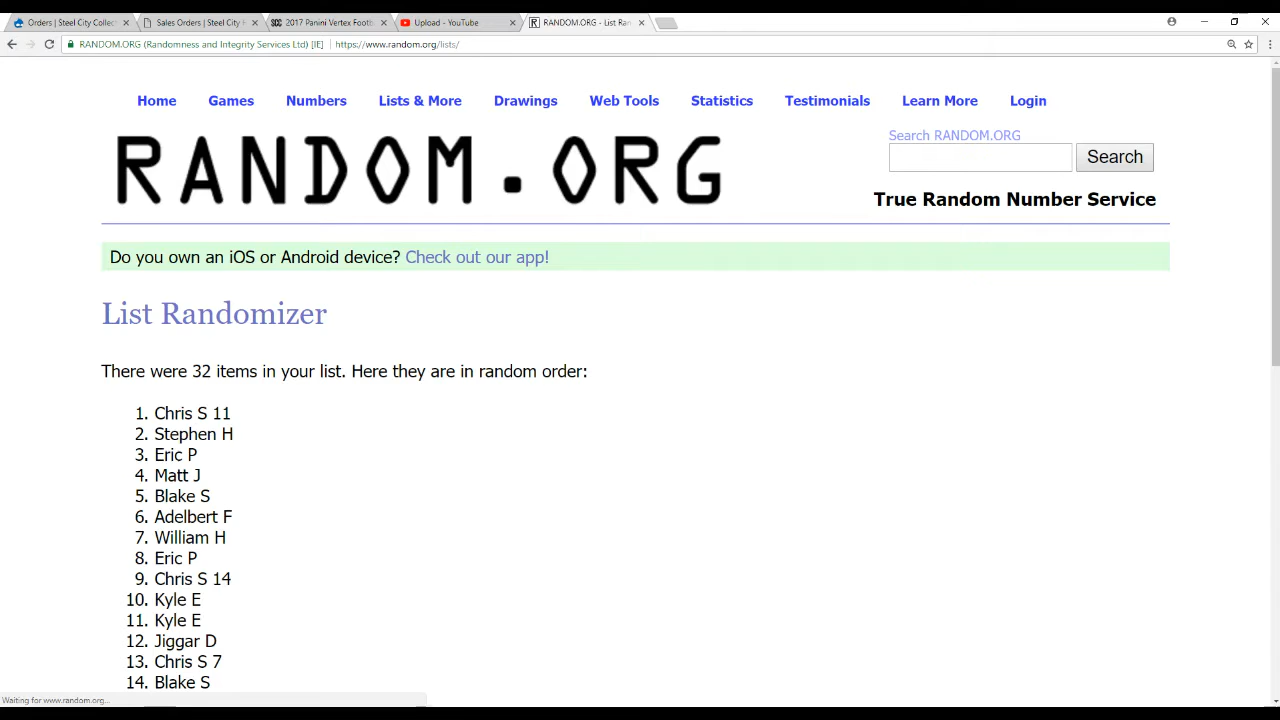 Orders | Steel City Collect
Sales Orders | Steel City H
2017 Panini Vertex Footb
Upload - YouTube
RANDOM.ORG - List Ran
RANDOM.ORG (Randomness and Integrity Services Ltd) [IE]
https://www.random.org/lists/
Home Games Numbers Lists & More Drawings Web Tools Statistics Testimonials Learn More Login
RANDOM.ORG
Search RANDOM.ORG
Search
True Random Number Service
Do you own an iOS or Android device? Check out our app!
List Randomizer
There were 32 items in your list. Here they are in random order:
1. Chris S 11
2. Stephen H
3. Eric P
4. Matt J
5. Blake S
6. Adelbert F
7. William H
8. Eric P
9. Chris S 14
10. Kyle E
11. Kyle E
12. Jiggar D
13. Chris S 7
14. Blake S
Waiting for www.random.org...